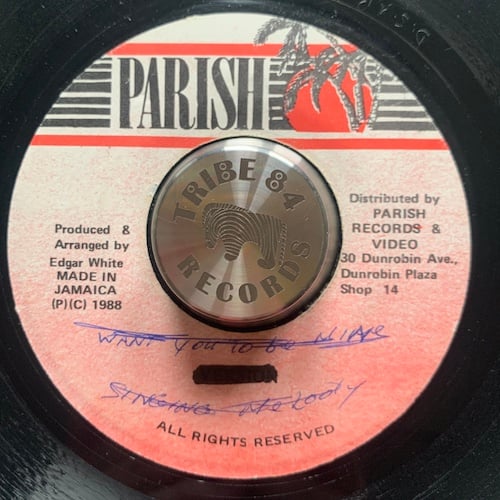 PARISH
TRIBE 84
RECORDS
Produced &
Arranged by
Edgar White
MADE IN
JAMAICA
(P)(C) 1988
Distributed by
PARISH
RECORDS &
VIDEO
30 Dunrobin Ave.,
Dunrobin Plaza
Shop 14
WANT YOU TO BE MINE
SINGING MELODY
ALL RIGHTS RESERVED